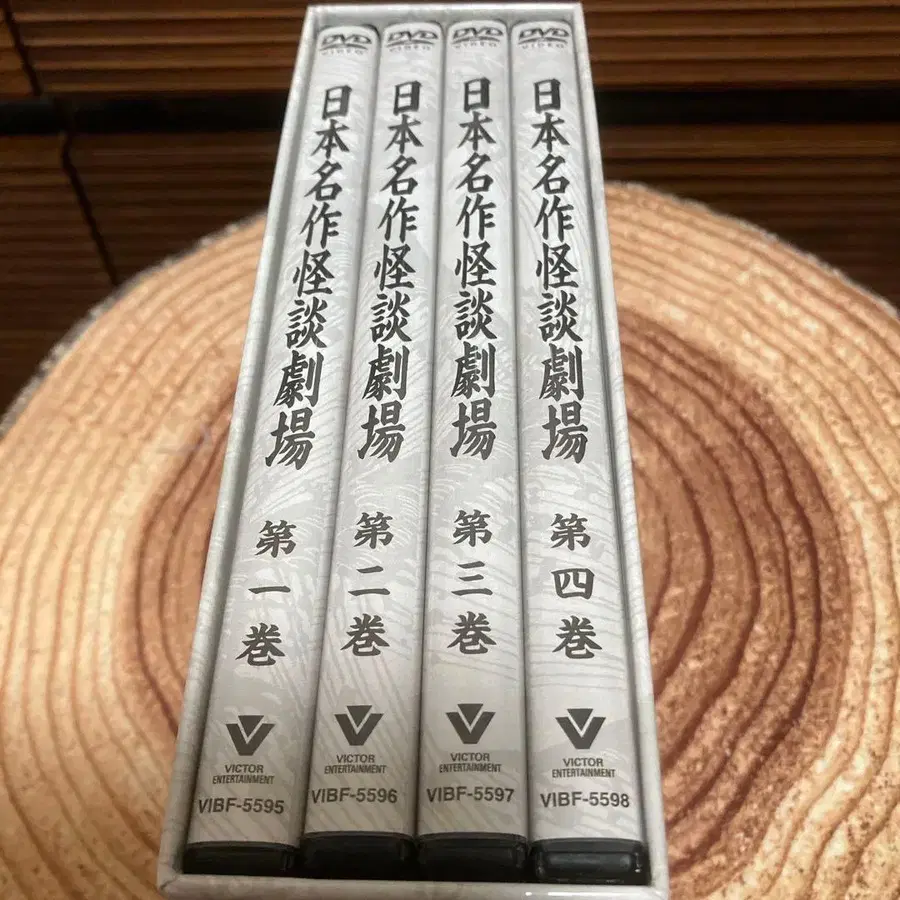 DVD
VIDEO
日本名作怪談劇場
第一巻
VICTOR
ENTERTAINMENT
VIBF-5595
DVD
VIDEO
日本名作怪談劇場
第二巻
VICTOR
ENTERTAINMENT
VIBF-5596
DVD
VIDEO
日本名作怪談劇場
第三巻
VICTOR
ENTERTAINMENT
VIBF-5597
DVD
VIDEO
日本名作怪談劇場
第四巻
VICTOR
ENTERTAINMENT
VIBF-5598